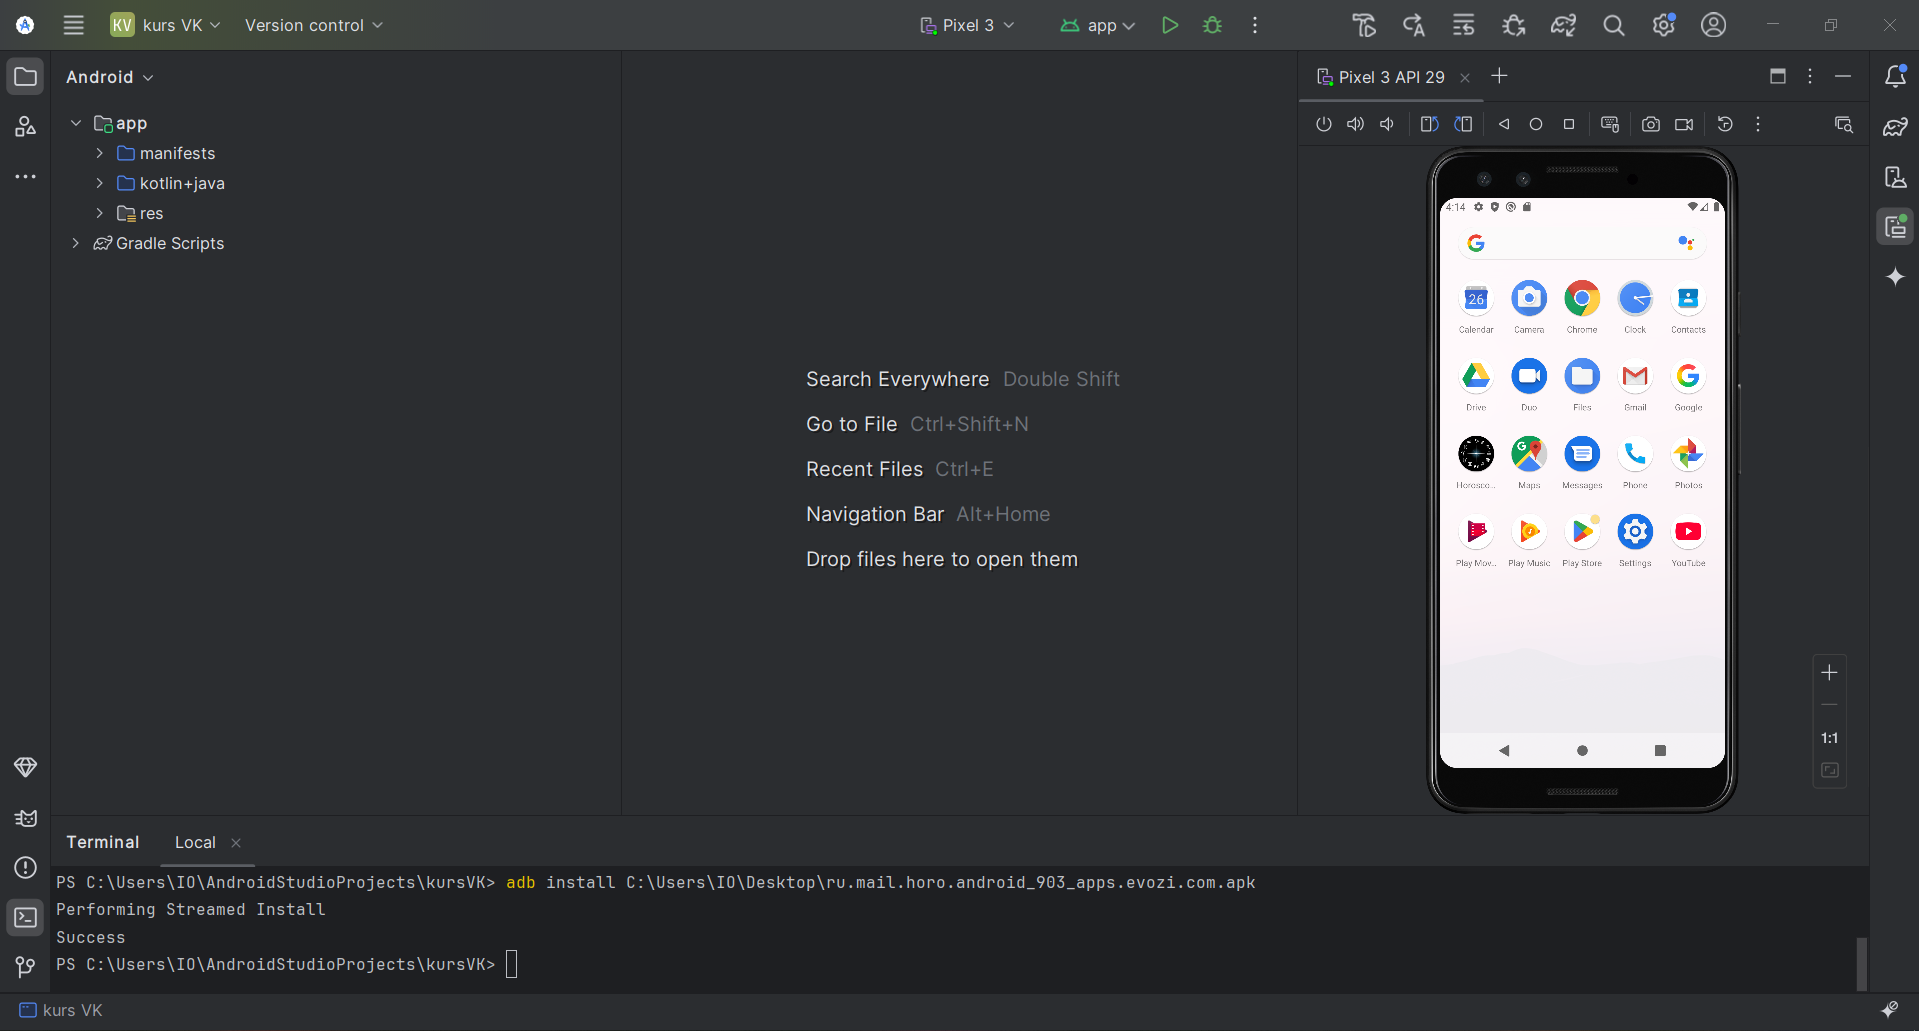 KV kurs VK Version control Pixel 3 app
Android
app
manifests
kotlin+java
res
Gradle Scripts
Search Everywhere Double Shift
Go to File Ctrl+Shift+N
Recent Files Ctrl+E
Navigation Bar Alt+Home
Drop files here to open them
Pixel 3 API 29
4:14
26
Calendar Camera Chrome Clock Contacts
Drive Duo Files Gmail Google
Horosco... Maps Messages Phone Photos
Play Mov... Play Music Play Store Settings YouTube
1:1
Terminal Local
PS C:\Users\IO\AndroidStudioProjects\kursVK> adb install C:\Users\IO\Desktop\ru.mail.horo.android_903_apps.evozi.com.apk
Performing Streamed Install
Success
PS C:\Users\IO\AndroidStudioProjects\kursVK>
kurs VK